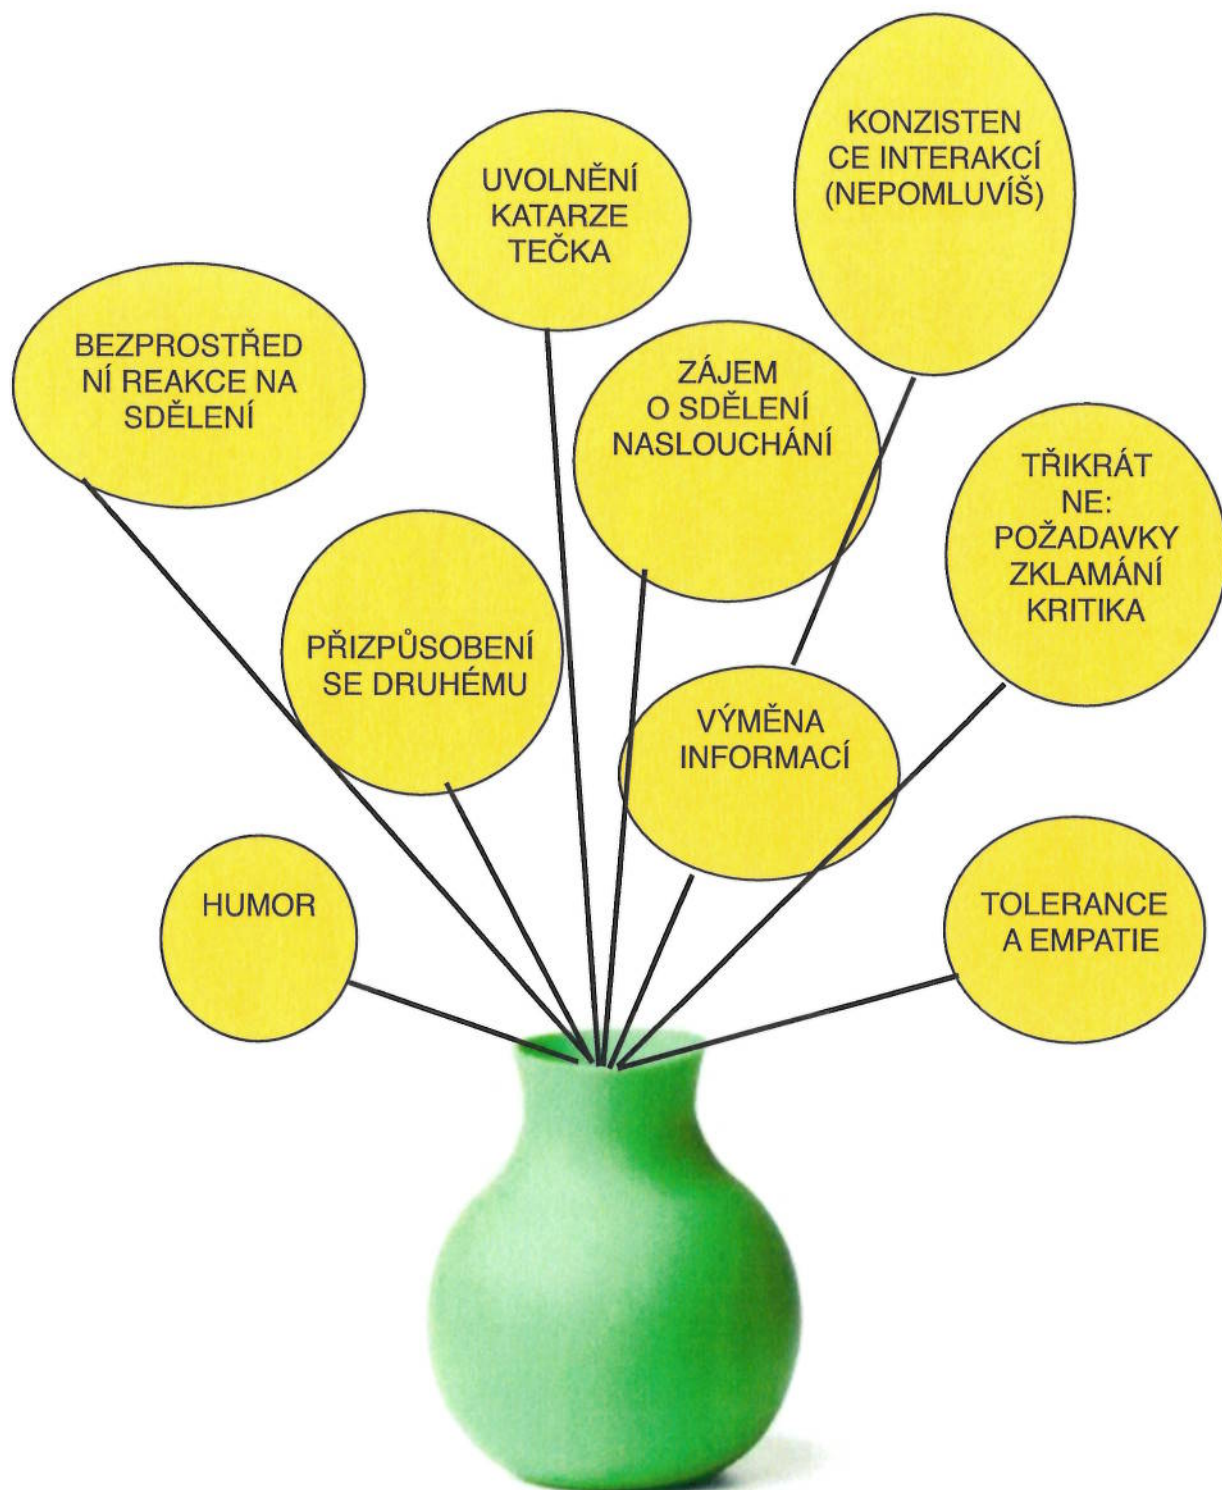 KONZISTEN
CE INTERAKCÍ
(NEPOMLUVÍŠ)
UVOLNĚNÍ
KATARZE
TEČKA
BEZPROSTŘED
NÍ REAKCE NA
SDĚLENÍ
ZÁJEM
O SDĚLENÍ
NASLOUCHÁNÍ
TŘIKRÁT
NE:
POŽADAVKY
ZKLAMÁNÍ
KRITIKA
PŘIZPŮSOBENÍ
SE DRUHÉMU
VÝMĚNA
INFORMACÍ
HUMOR
TOLERANCE
A EMPATIE